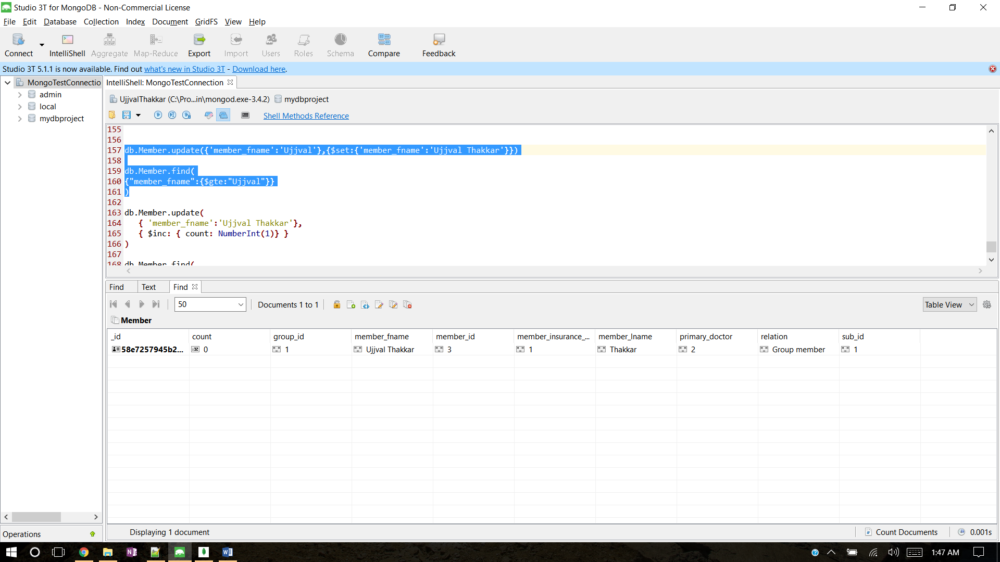 Studio 3T for MongoDB - Non-Commercial License
File Edit Database Collection Index Document GridFS View Help
Connect IntelliShell Aggregate Map-Reduce Export Import Users Roles Schema Compare Feedback
Studio 3T 5.1.1 is now available. Find out what's new in Studio 3T - Download here.
MongoTestConnectio
admin
local
mydbproject
IntelliShell: MongoTestConnection
UjjvalThakkar (C:\Pro...in\mongod.exe-3.4.2) mydbproject
Shell Methods Reference
155
156
157 db.Member.update({'member_fname':'Ujjval'},{$set:{'member_fname':'Ujjval Thakkar'}})
158
159 db.Member.find(
160 {"member_fname":{$gte:"Ujjval"}}
161 )
162
163 db.Member.update(
164 { 'member_fname':'Ujjval Thakkar'},
165 { $inc: { count: NumberInt(1)} }
166 )
167
168 db.Member.find(
Find Text Find
50 Documents 1 to 1 Table View
Member
_id count group_id member_fname member_id member_insurance_... member_lname primary_doctor relation sub_id
58e7257945b2... 0 1 Ujjval Thakkar 3 1 Thakkar 2 Group member 1
Displaying 1 document Count Documents 0.001s
Operations
1:47 AM